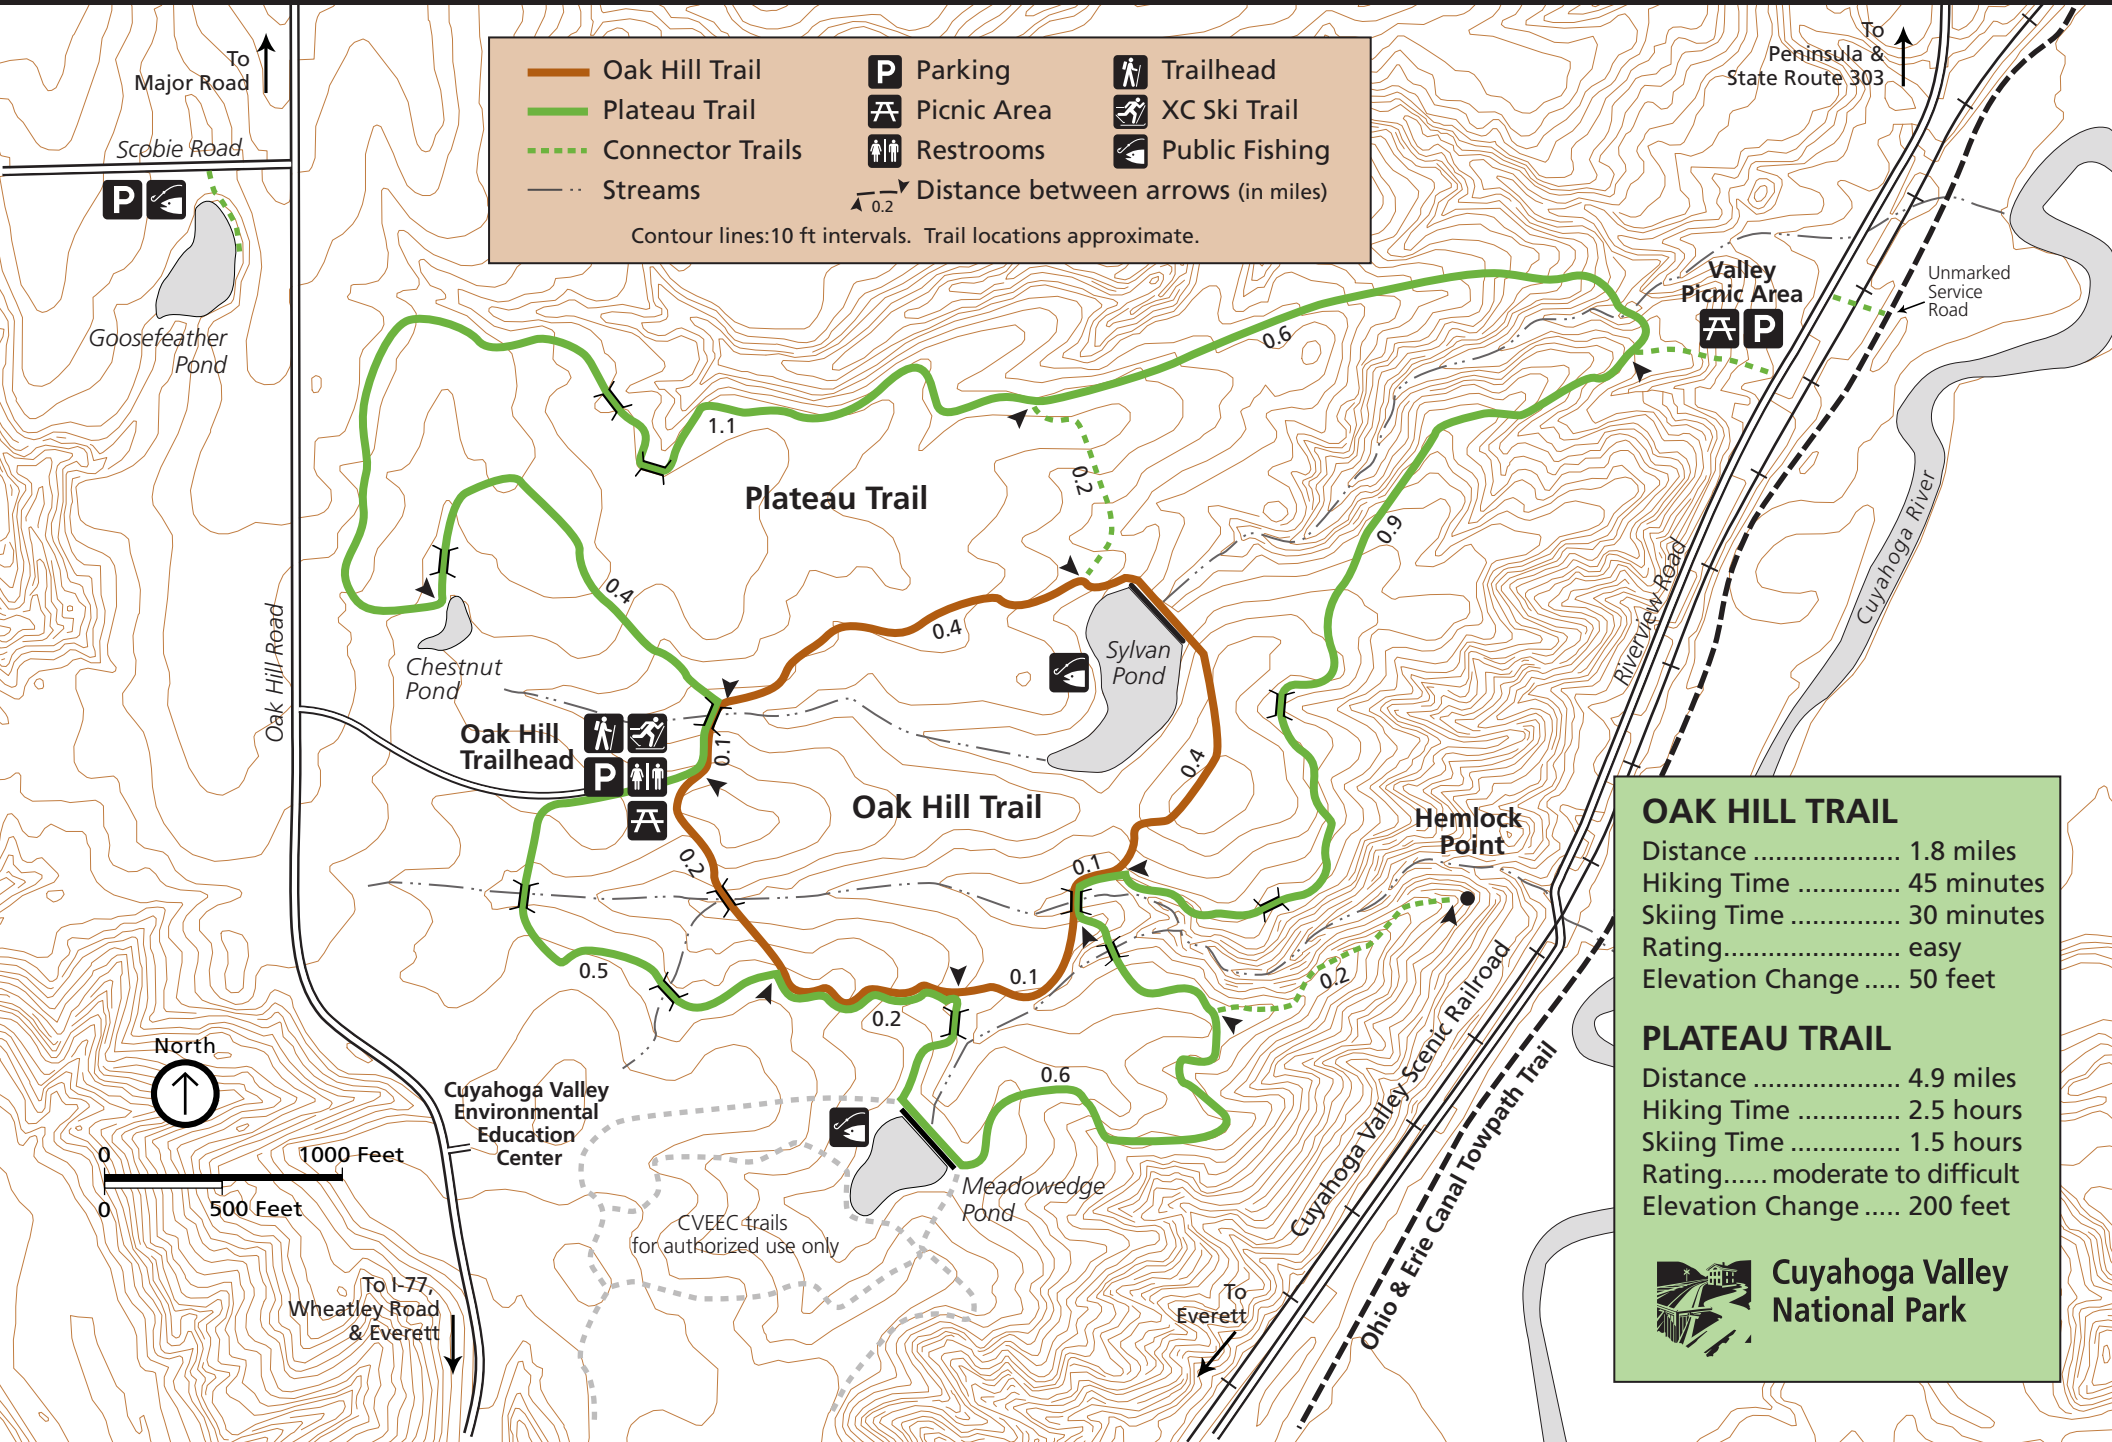 To
Major Road
Scobie Road
P
Goosefeather
Pond
Oak Hill Trail
Plateau Trail
Connector Trails
Streams
P Parking
Picnic Area
Restrooms
0.2 Distance between arrows (in miles)
Trailhead
XC Ski Trail
Public Fishing
Contour lines:10 ft intervals. Trail locations approximate.
To
Peninsula &
State Route 303
Valley
Picnic Area
P
Unmarked
Service
Road
0.6
1.1
0.2
Plateau Trail
0.9
Cuyahoga River
Riverview Road
0.4
0.4
Chestnut
Pond
Sylvan
Pond
Oak Hill Road
Oak Hill
Trailhead
P
0.1
0.4
Oak Hill Trail
Hemlock
Point
0.2
0.1
0.5
0.1
0.2
0.2
0.6
North
0 1000 Feet
0 500 Feet
Cuyahoga Valley
Environmental
Education
Center
Meadowedge
Pond
CVEEC trails
for authorized use only
Cuyahoga Valley Scenic Railroad
Ohio & Erie Canal Towpath Trail
To I-77,
Wheatley Road
& Everett
To
Everett
OAK HILL TRAIL
Distance .................... 1.8 miles
Hiking Time .............. 45 minutes
Skiing Time ............... 30 minutes
Rating........................ easy
Elevation Change ..... 50 feet
PLATEAU TRAIL
Distance .................... 4.9 miles
Hiking Time .............. 2.5 hours
Skiing Time ............... 1.5 hours
Rating...... moderate to difficult
Elevation Change ..... 200 feet
Cuyahoga Valley
National Park